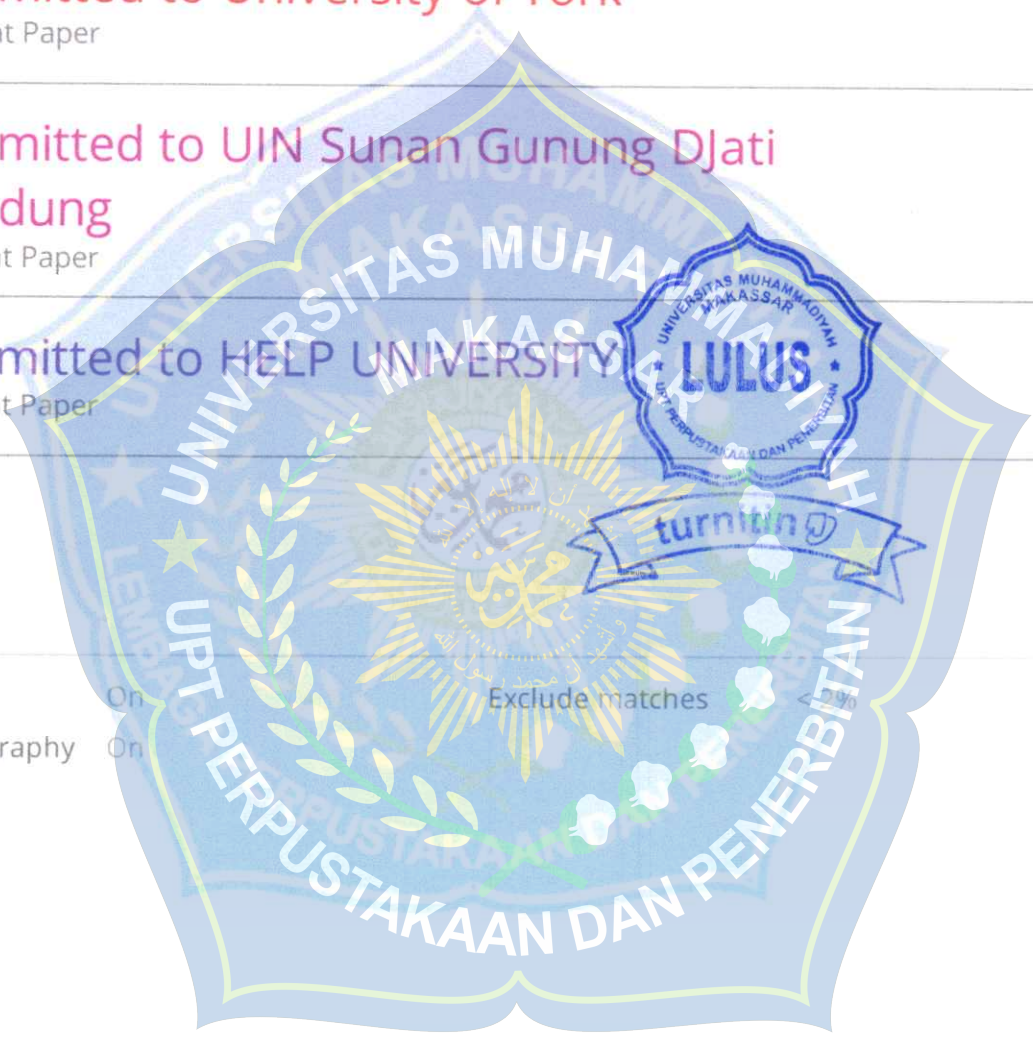 mitted to University of York
t Paper
mitted to UIN Sunan Gunung DJati
dung
t Paper
mitted to HELP UNIVERSITY
t Paper
On
Exclude matches
< 2%
raphy
On
UNIVERSITAS MUHAMMADIYAH
MAKASSAR
UPT PERPUSTAKAAN DAN PENERBITAN
UNIVERSITAS MUHAMMADIYAH
MAKASSAR
LULUS
UPT PERPUSTAKAAN DAN PENERBITAN
turnitin
محمد